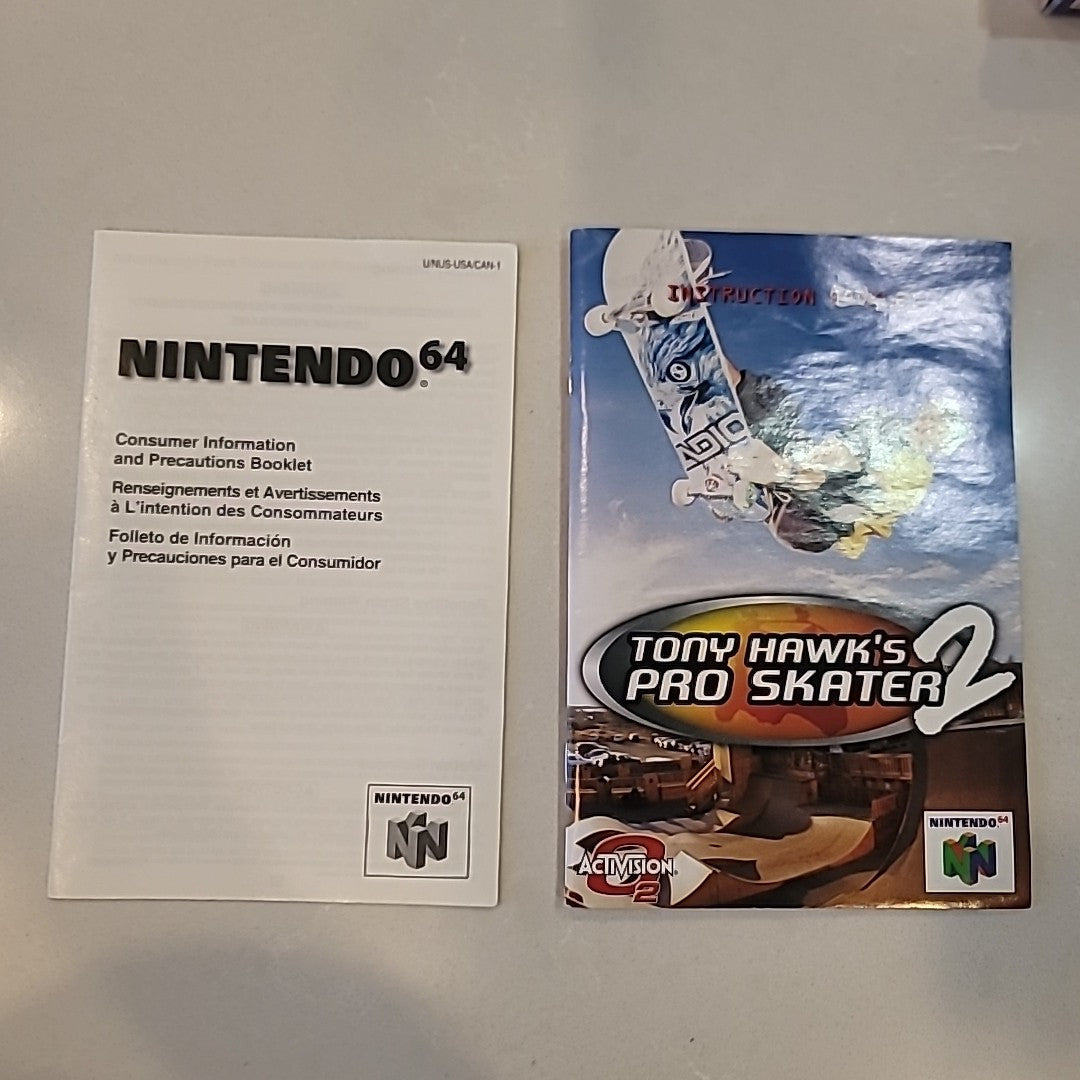 U/NUS-USA/CAN-1
NINTENDO64®
Consumer Information
and Precautions Booklet
Renseignements et Avertissements
à L'intention des Consommateurs
Folleto de Información
y Precauciones para el Consumidor
NINTENDO64
INSTRUCTION
ADIO
TONY HAWK'S
PRO SKATER 2
ACTIVISION
O2
NINTENDO64